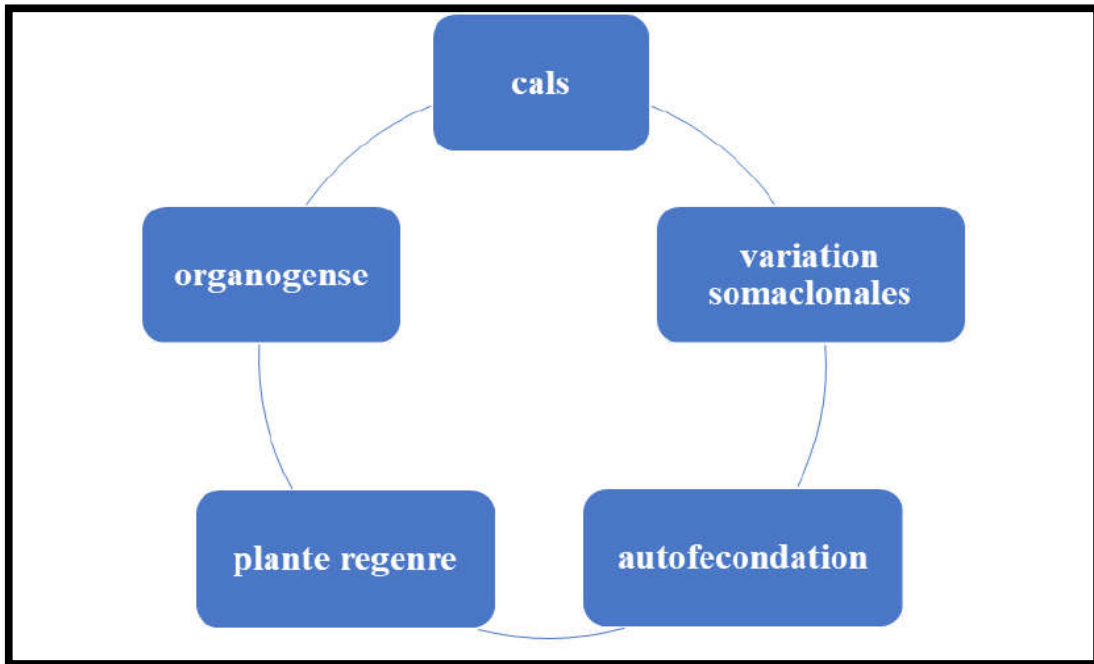 cals
variation
somaclonales
autofecondation
plante regenre
organogense